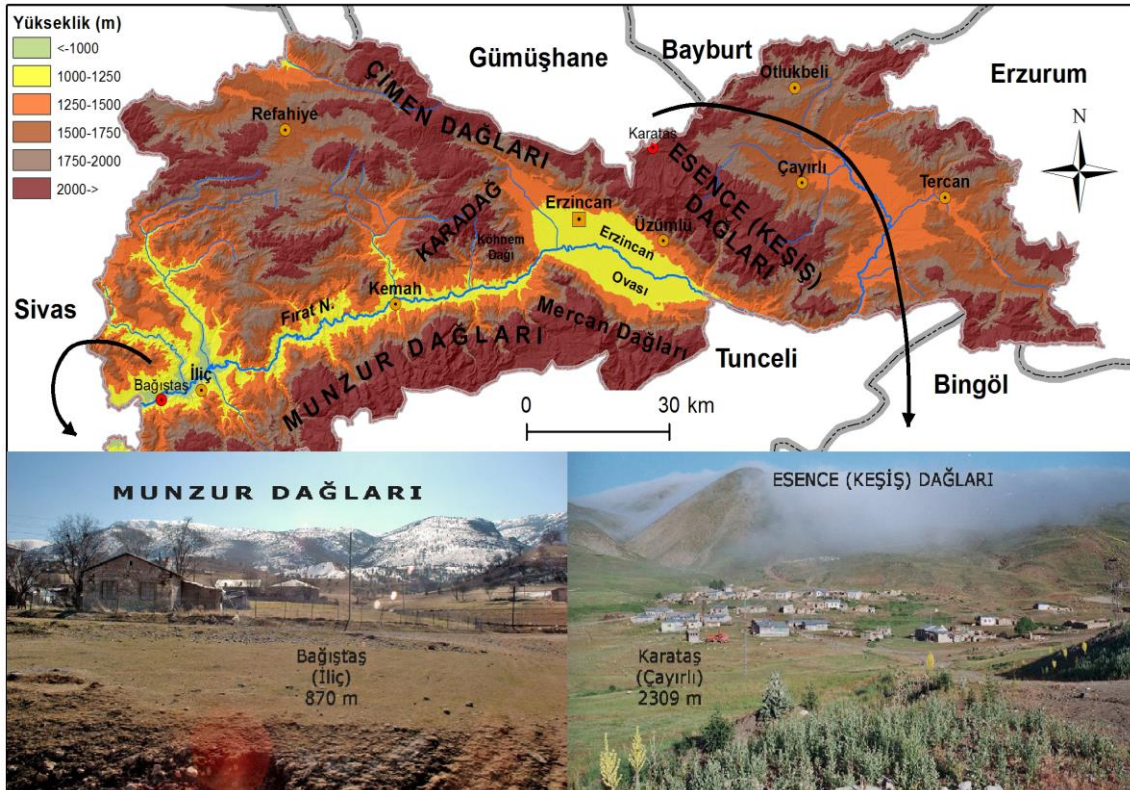 Yükseklik (m)
<-1000
1000-1250
1250-1500
1500-1750
1750-2000
2000->
Gümüşhane
Bayburt
Erzurum
Otlukbeli
N
ÇİMEN DAĞLARI
Refahiye
Karataş
ESENCE (KEŞİŞ)
DAĞLARI
Çayırlı
Tercan
Erzincan
Üzümlü
KARADAĞ
Köhnem
Dağı
Erzincan
Ovası
Kemah
Fırat N.
Sivas
Mercan Dağları
MUNZUR DAĞLARI
Tunceli
Bingöl
İliç
Bağıştaş
0 30 km
MUNZUR DAĞLARI
Bağıştaş
(İliç)
870 m
ESENCE (KEŞİŞ) DAĞLARI
Karataş
(Çayırlı)
2309 m